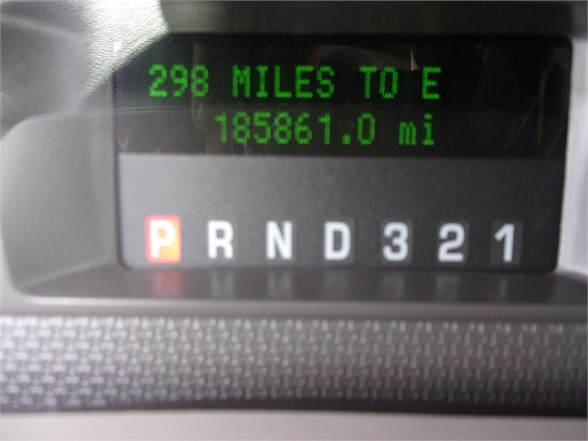 298 MILES TO E
185861.0 mi
P R N D 3 2 1